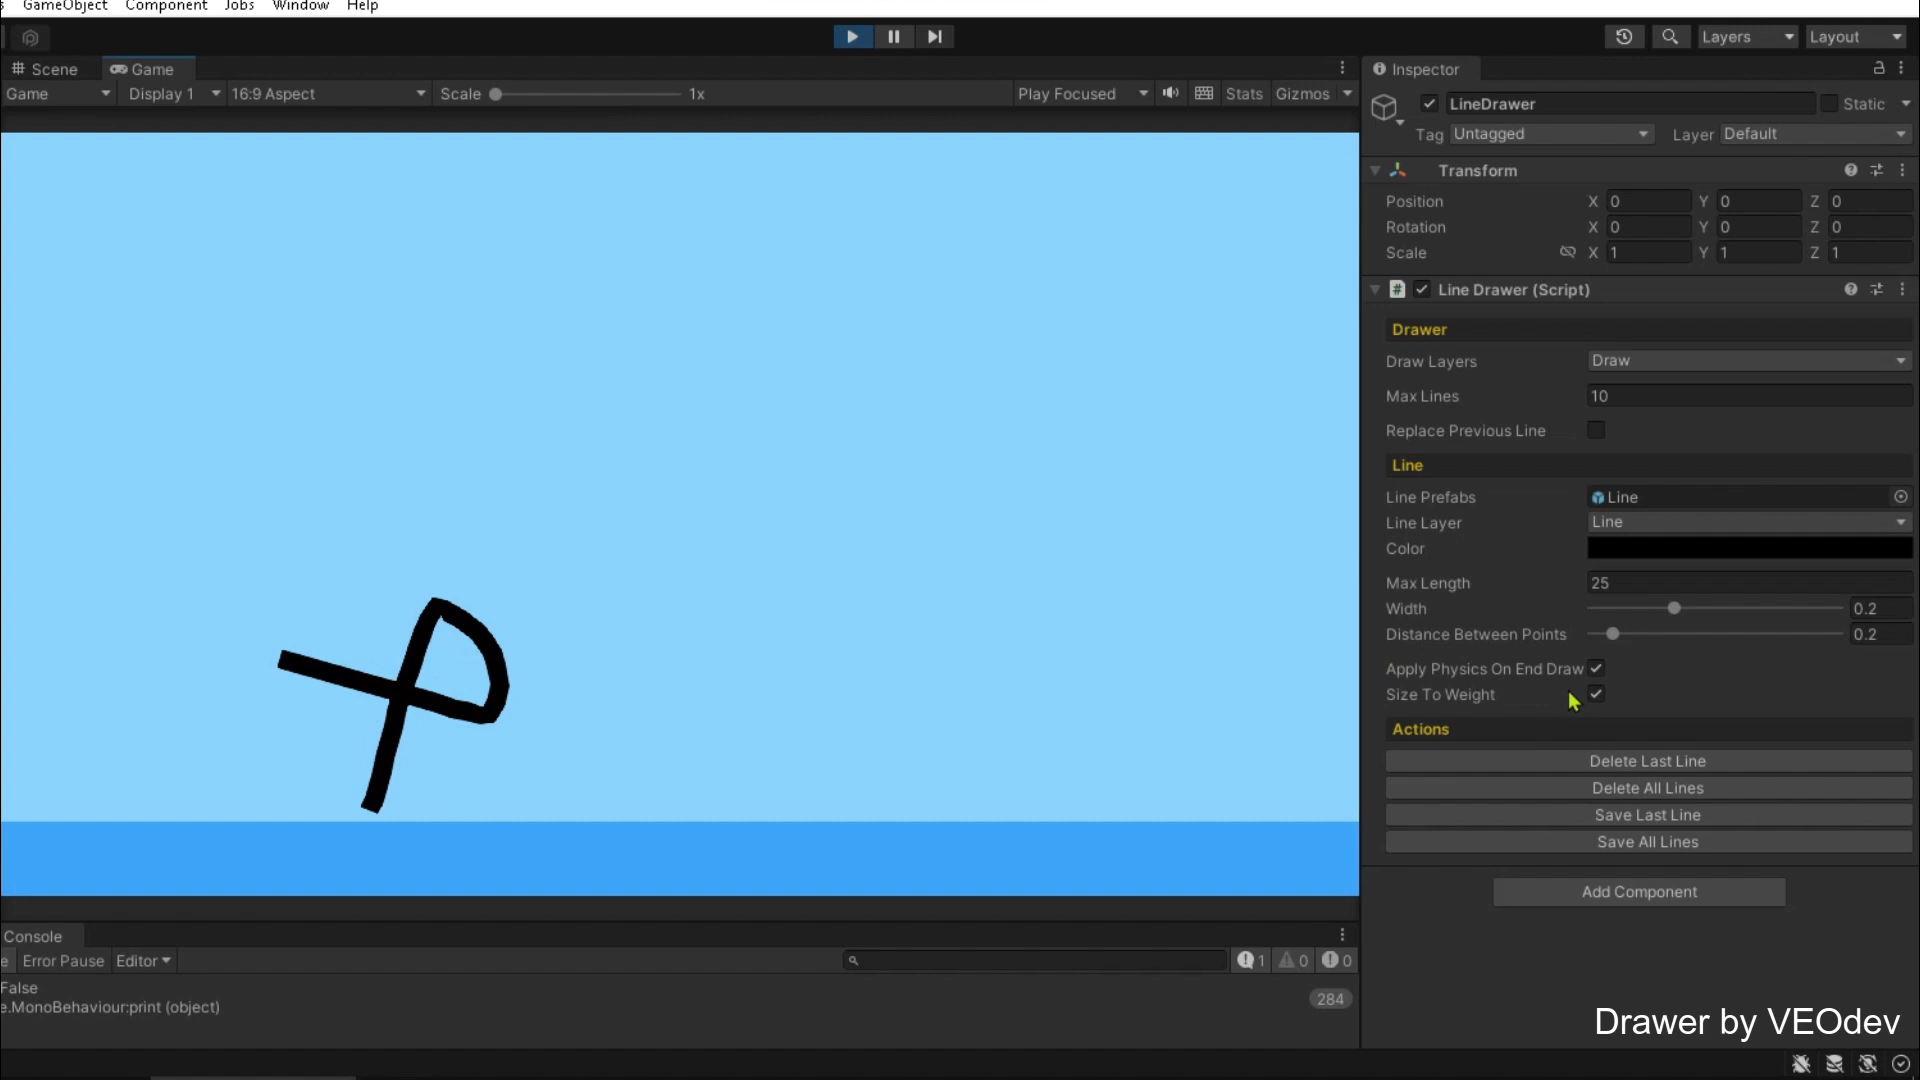 GameObject Component Jobs Window Help
Layers Layout
Scene Game
Game Display 1 16:9 Aspect Scale 1x Play Focused Stats Gizmos
Inspector
LineDrawer Static
Tag Untagged Layer Default
Transform
Position X 0 Y 0 Z 0
Rotation X 0 Y 0 Z 0
Scale X 1 Y 1 Z 1
# Line Drawer (Script)
Drawer
Draw Layers Draw
Max Lines 10
Replace Previous Line
Line
Line Prefabs Line
Line Layer Line
Color
Max Length 25
Width 0.2
Distance Between Points 0.2
Apply Physics On End Draw
Size To Weight
Actions
Delete Last Line
Delete All Lines
Save Last Line
Save All Lines
Add Component
Console
e Error Pause Editor 1 0 0
False
e.MonoBehaviour:print (object) 284
Drawer by VEOdev